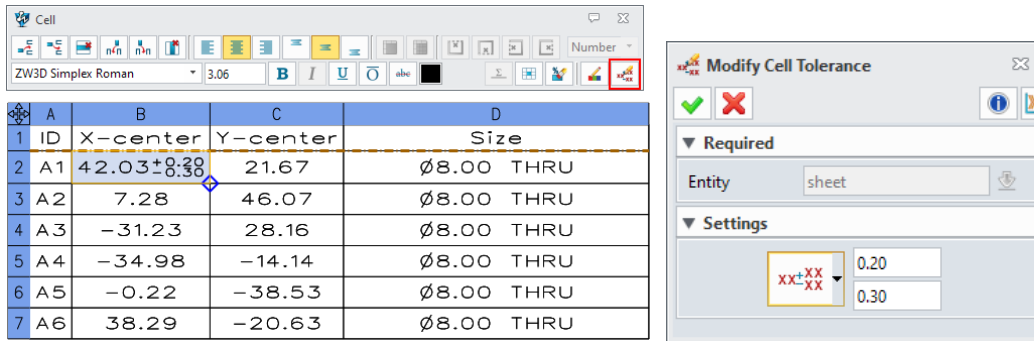 Cell
Number
ZW3D Simplex Roman 3.06 B I U O abc
A B C D
1 ID X-center Y-center Size
2 A1 42.03+0.20 -0.30 21.67 Ø8.00 THRU
3 A2 7.28 46.07 Ø8.00 THRU
4 A3 -31.23 28.16 Ø8.00 THRU
5 A4 -34.98 -14.14 Ø8.00 THRU
6 A5 -0.22 -38.53 Ø8.00 THRU
7 A6 38.29 -20.63 Ø8.00 THRU
Modify Cell Tolerance
Required
Entity sheet
Settings
xx±XX XX
0.20
0.30